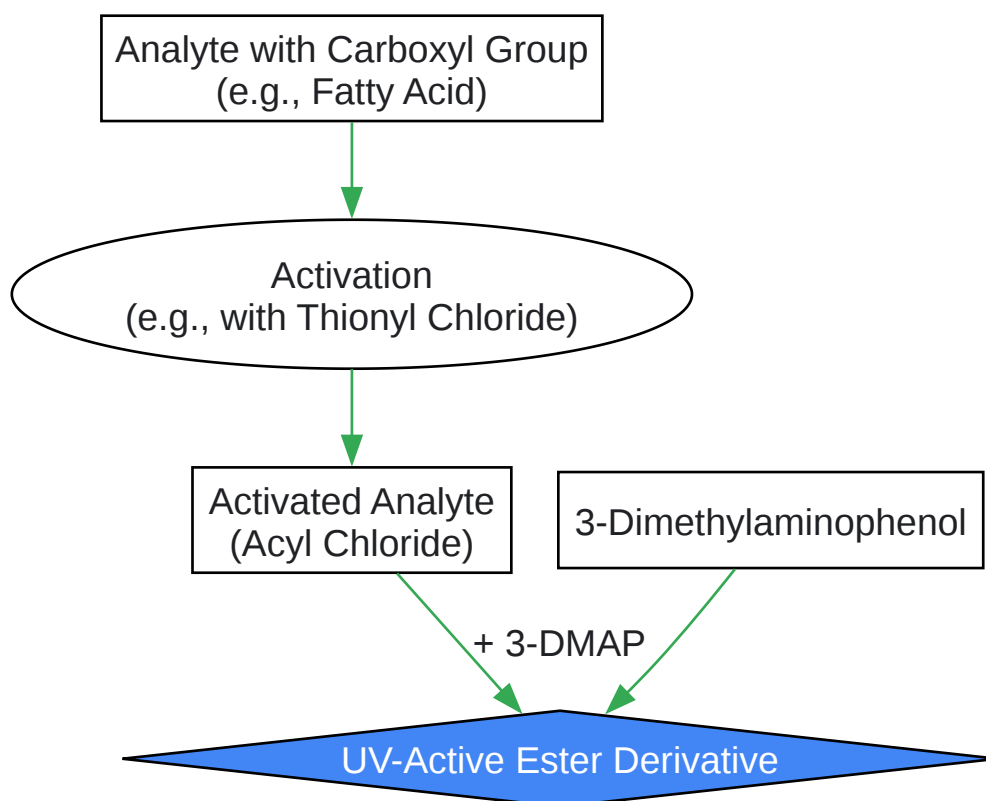 Analyte with Carboxyl Group
(e.g., Fatty Acid)
Activation
(e.g., with Thionyl Chloride)
Activated Analyte
(Acyl Chloride)
3-Dimethylaminophenol
+ 3-DMAP
UV-Active Ester Derivative